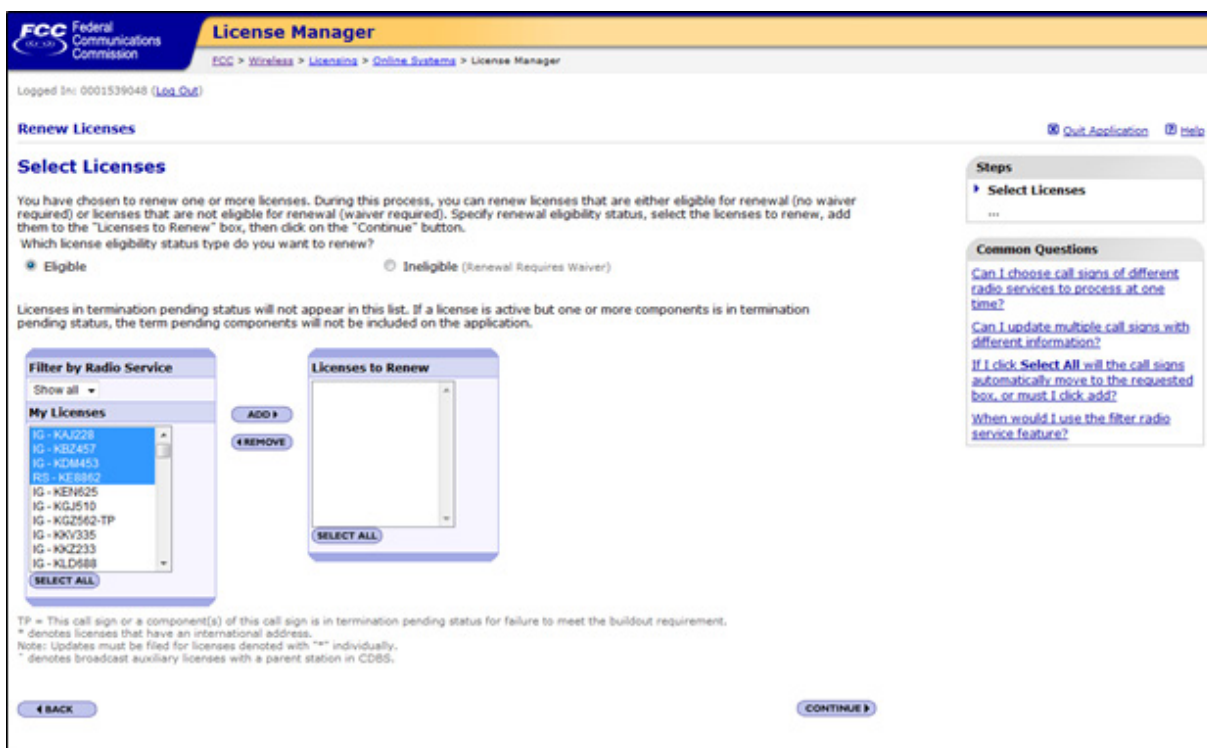 FCC Federal
Communications
Commission
License Manager
FCC > Wireless > Licensing > Online Systems > License Manager
Logged In: 0001539048 (Log Out)
Renew Licenses
Quit Application
Help
Select Licenses
You have chosen to renew one or more licenses. During this process, you can renew licenses that are either eligible for renewal (no waiver
required) or licenses that are not eligible for renewal (waiver required). Specify renewal eligibility status, select the licenses to renew, add
them to the "Licenses to Renew" box, then click on the "Continue" button.
Which license eligibility status type do you want to renew?
Eligible
Ineligible (Renewal Requires Waiver)
Licenses in termination pending status will not appear in this list. If a license is active but one or more components is in termination
pending status, the term pending components will not be included on the application.
Filter by Radio Service
Show all
My Licenses
IG - KAJ228
IG - KBZ457
IG - KDM453
RS - KE8862
IG - KEN625
IG - KGJ510
IG - KGZ562-TP
IG - KKV335
IG - KKZ233
IG - KLD688
SELECT ALL
ADD
REMOVE
Licenses to Renew
SELECT ALL
TP = This call sign or a component(s) of this call sign is in termination pending status for failure to meet the buildout requirement.
* denotes licenses that have an international address.
Note: Updates must be filed for licenses denoted with "*" individually.
^ denotes broadcast auxiliary licenses with a parent station in CDBS.
BACK
CONTINUE
Steps
Select Licenses
...
Common Questions
Can I choose call signs of different
radio services to process at one
time?
Can I update multiple call signs with
different information?
If I click Select All will the call signs
automatically move to the requested
box, or must I click add?
When would I use the filter radio
service feature?